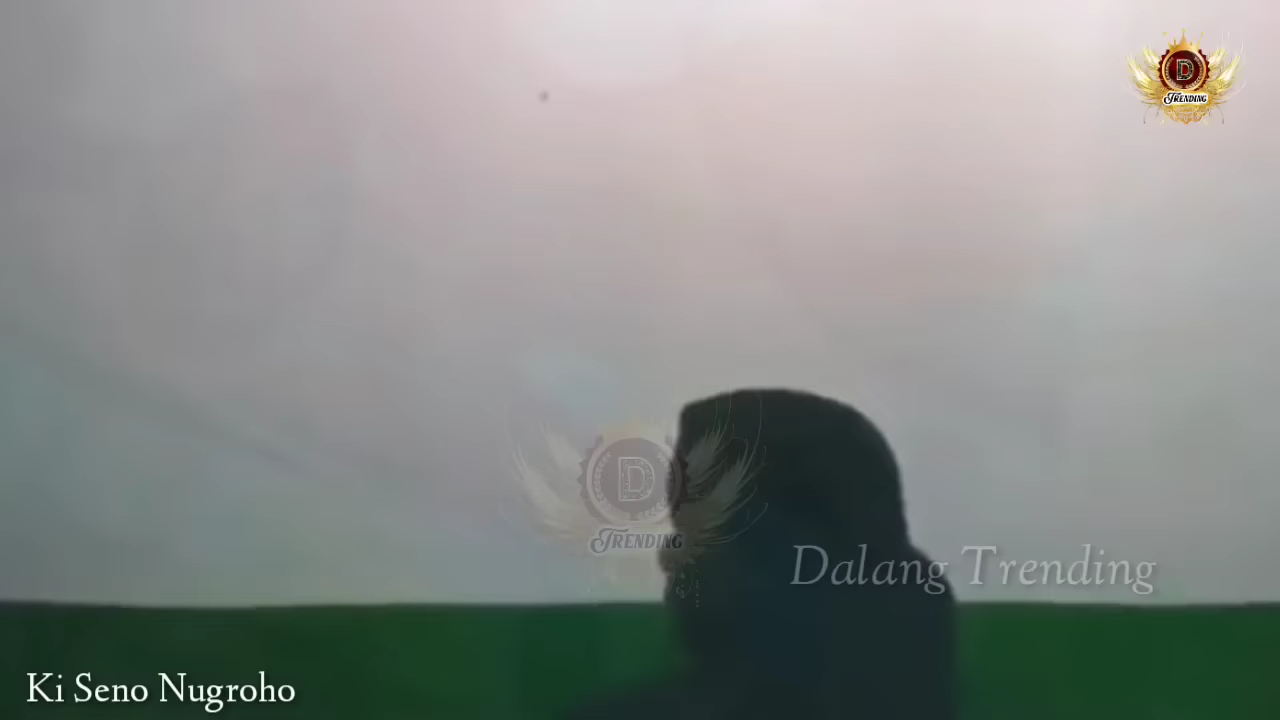 D
TRENDING
D
TRENDING
Dalang Trending
Ki Seno Nugroho